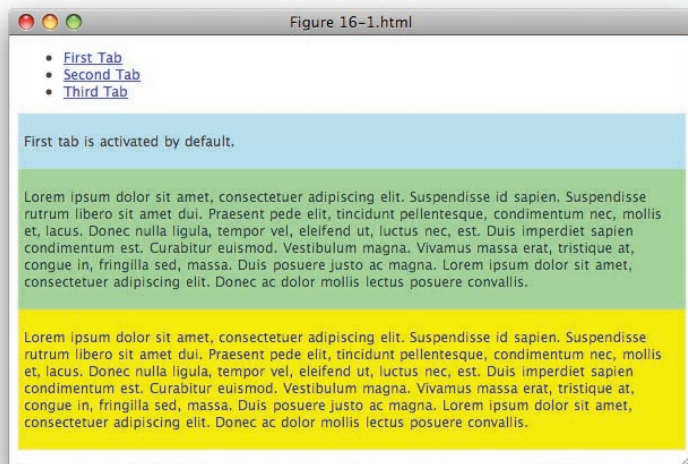 Figure 16-1.html
First Tab
Second Tab
Third Tab
First tab is activated by default.
Lorem ipsum dolor sit amet, consectetuer adipiscing elit. Suspendisse id sapien. Suspendisse
rutrum libero sit amet dui. Praesent pede elit, tincidunt pellentesque, condimentum nec, mollis
et, lacus. Donec nulla ligula, tempor vel, eleifend ut, luctus nec, est. Duis imperdiet sapien
condimentum est. Curabitur euismod. Vestibulum magna. Vivamus massa erat, tristique at,
congue in, fringilla sed, massa. Duis posuere justo ac magna. Lorem ipsum dolor sit amet,
consectetuer adipiscing elit. Donec ac dolor mollis lectus posuere convallis.
Lorem ipsum dolor sit amet, consectetuer adipiscing elit. Suspendisse id sapien. Suspendisse
rutrum libero sit amet dui. Praesent pede elit, tincidunt pellentesque, condimentum nec, mollis
et, lacus. Donec nulla ligula, tempor vel, eleifend ut, luctus nec, est. Duis imperdiet sapien
condimentum est. Curabitur euismod. Vestibulum magna. Vivamus massa erat, tristique at,
congue in, fringilla sed, massa. Duis posuere justo ac magna. Lorem ipsum dolor sit amet,
consectetuer adipiscing elit. Donec ac dolor mollis lectus posuere convallis.